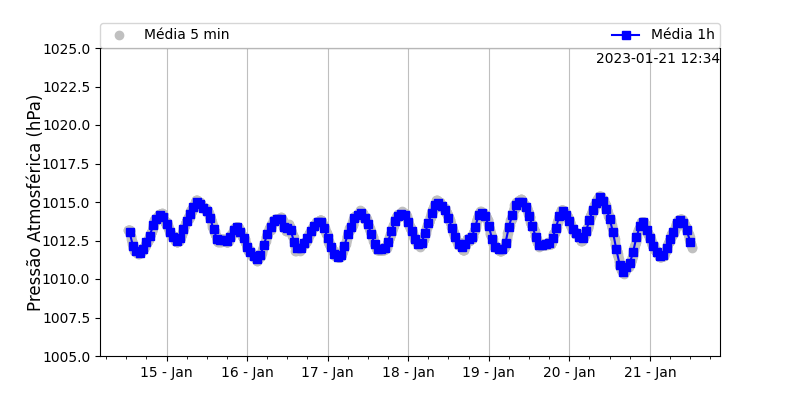 Média 5 min
Média 1h
2023-01-21 12:34
Pressão Atmosférica (hPa)
1025.0
1022.5
1020.0
1017.5
1015.0
1012.5
1010.0
1007.5
1005.0
15 - Jan
16 - Jan
17 - Jan
18 - Jan
19 - Jan
20 - Jan
21 - Jan